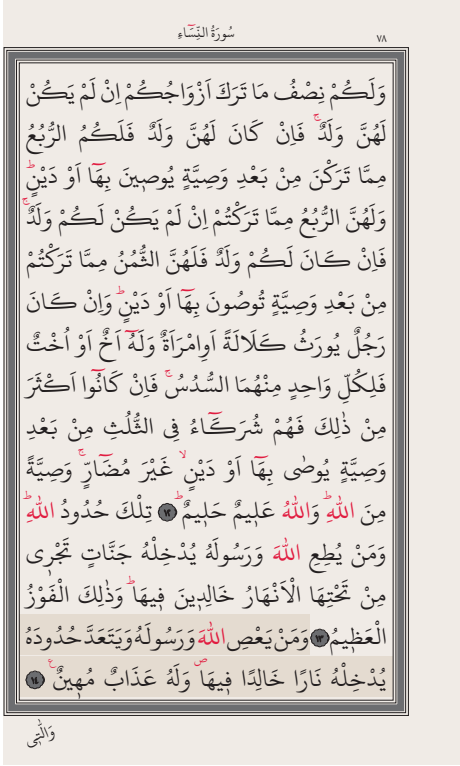 سُورَةُ النِّسَٓاءِ
٧٨
وَلَكُمْ نِصْفُ مَا تَرَكَ اَزْوَاجُكُمْ اِنْ لَمْ يَكُنْ
لَهُنَّ وَلَدٌۚ فَاِنْ كَانَ لَهُنَّ وَلَدٌ فَلَكُمُ الرُّبُعُ
مِمَّا تَرَكْنَ مِنْ بَعْدِ وَصِيَّةٍ يُوصٖينَ بِهَٓا اَوْ دَيْنٍؕ
وَلَهُنَّ الرُّبُعُ مِمَّا تَرَكْتُمْ اِنْ لَمْ يَكُنْ لَكُمْ وَلَدٌۚ
فَاِنْ كَانَ لَكُمْ وَلَدٌ فَلَهُنَّ الثُّمُنُ مِمَّا تَرَكْتُمْ
مِنْ بَعْدِ وَصِيَّةٍ تُوصُونَ بِهَٓا اَوْ دَيْنٍؕ وَاِنْ كَانَ
رَجُلٌ يُورَثُ كَلَالَةً اَوِامْرَاَةٌ وَلَهُٓ اَخٌ اَوْ اُخْتٌ
فَلِكُلِّ وَاحِدٍ مِنْهُمَا السُّدُسُۚ فَاِنْ كَانُٓوا اَكْثَرَ
مِنْ ذٰلِكَ فَهُمْ شُرَكَٓاءُ فِي الثُّلُثِ مِنْ بَعْدِ
وَصِيَّةٍ يُوصٰى بِهَٓا اَوْ دَيْنٍۙ غَيْرَ مُضَٓارٍّۚ وَصِيَّةً
مِنَ اللّٰهِؕ وَاللّٰهُ عَلٖيمٌ حَلٖيمٌؕ ١٢ تِلْكَ حُدُودُ اللّٰهِؕ
وَمَنْ يُطِعِ اللّٰهَ وَرَسُولَهُ يُدْخِلْهُ جَنَّاتٍ تَجْرٖى
مِنْ تَحْتِهَا الْاَنْهَارُ خَالِدٖينَ فٖيهَاؕ وَذٰلِكَ الْفَوْزُ
الْعَظٖيمُ ١٣ وَمَنْ يَعْصِ اللّٰهَ وَرَسُولَهُ وَيَتَعَدَّ حُدُودَهُ
يُدْخِلْهُ نَارًا خَالِدًا فٖيهَاۖ وَلَهُ عَذَابٌ مُهٖينٌࣖ ١٤
وَالّٰتٖى